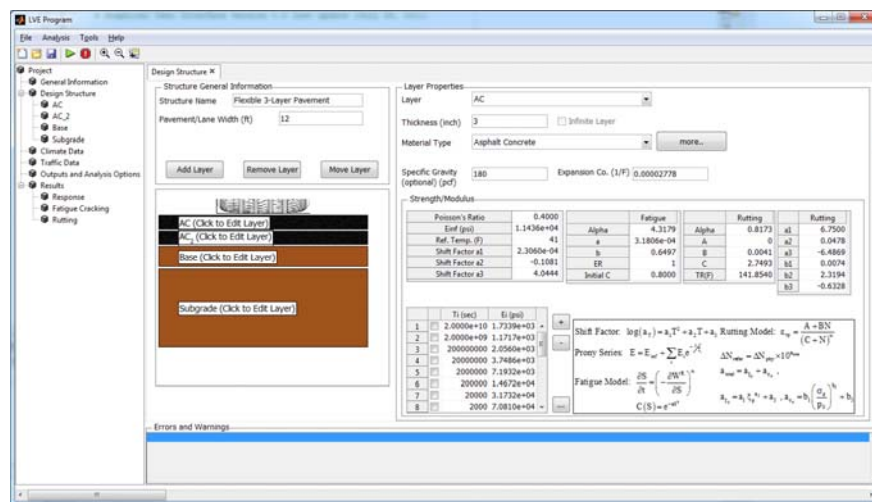 LVE Program
File Analysis Tools Help
Project
General Information
Design Structure
AC
AC_2
Base
Subgrade
Climate Data
Traffic Data
Outputs and Analysis Options
Results
Response
Fatigue Cracking
Rutting
Design Structure
Structure General Information
Structure Name Flexible 3-Layer Pavement
Pavement/Lane Width (ft) 12
Add Layer Remove Layer Move Layer
AC (Click to Edit Layer)
AC_2 (Click to Edit Layer)
Base (Click to Edit Layer)
Subgrade (Click to Edit Layer)
Layer Properties
Layer AC
Thickness (inch) 3 Infinite Layer
Material Type Asphalt Concrete more..
Specific Gravity (optional) (pcf) 180 Expansion Co. (1/F) 0.00002778
Strength/Modulus
Poisson's Ratio 0.4000
Einf (psi) 1.1436e+04
Ref. Temp. (F) 41
Shift Factor a1 2.3060e-04
Shift Factor a2 -0.1081
Shift Factor a3 4.0444
Fatigue
Alpha 4.3179
a 3.1806e-04
b 0.6497
ER 1
Initial C 0.8000
Rutting
Alpha 0.8173
A 0
B 0.0041
C 2.7493
TR(F) 141.8540
Rutting
a1 6.7500
a2 0.0478
a3 -6.4869
b1 0.0074
b2 2.3194
b3 -0.6328
Ti (sec) Ei (psi)
1 2.0000e+10 1.7339e+03
2 2.0000e+09 1.1717e+03
3 200000000 2.0560e+03
4 20000000 3.7486e+03
5 2000000 7.1932e+03
6 200000 1.4672e+04
7 20000 3.1732e+04
8 2000 7.0810e+04
+
-
...
Shift Factor: log(a_T) = a_1T² + a_2T + a_3 Rutting Model: ε_vp = (A + BN) / (C + N)^α
Prony Series:
Fatigue Model:
Errors and Warnings